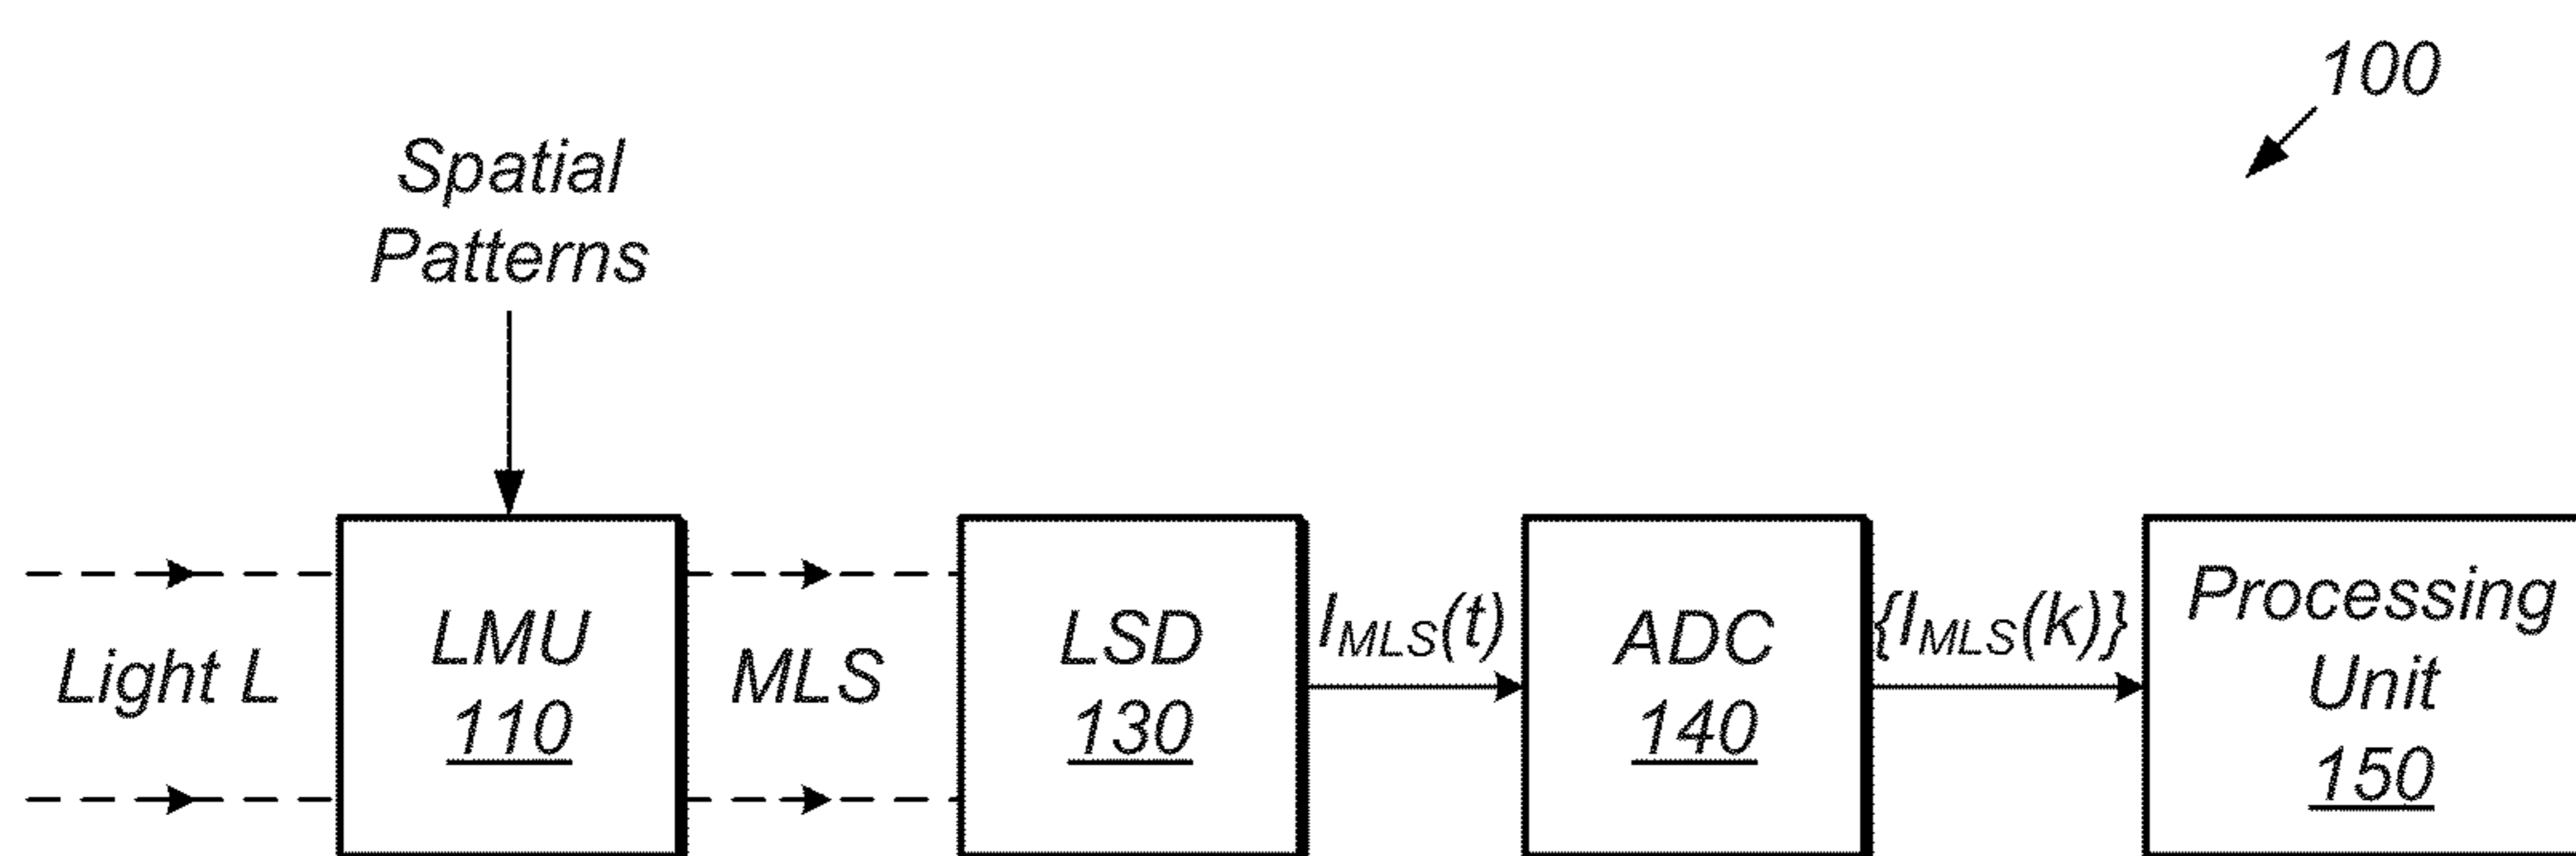 100
Spatial
Patterns
Light L
LMU
110
MLS
LSD
130
I_MLS(t)
ADC
140
{I_MLS(k)}
Processing
Unit
150